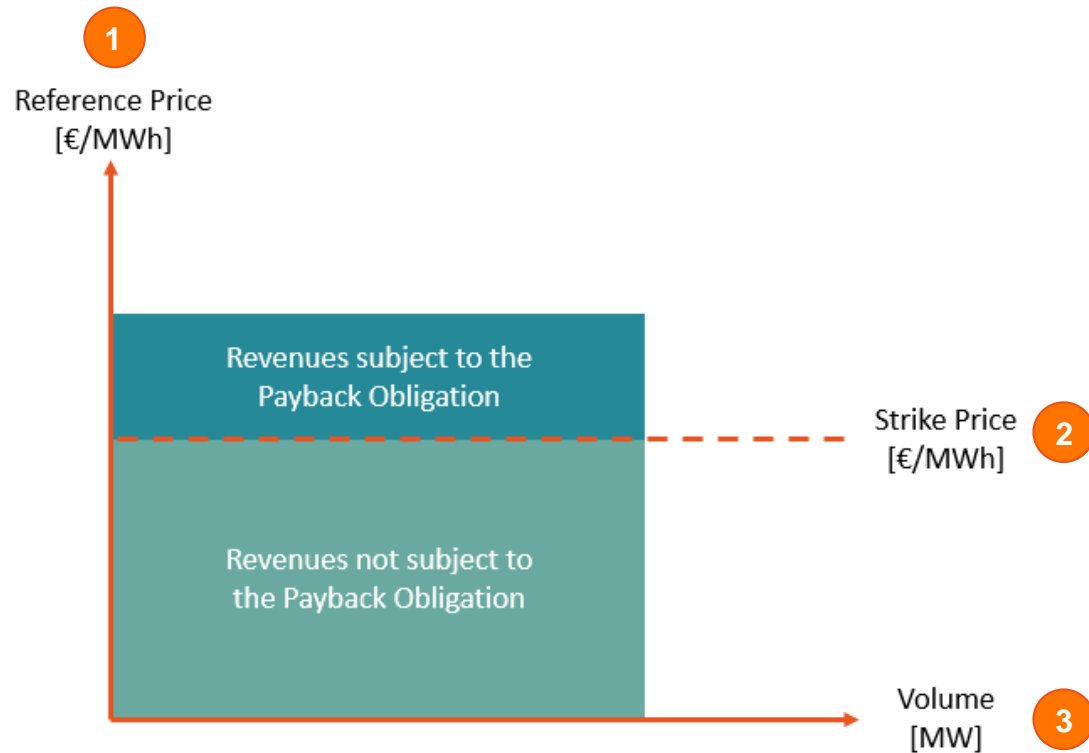 1
Reference Price
[€/MWh]
Revenues subject to the
Payback Obligation
Strike Price
[€/MWh]
2
Revenues not subject to
the Payback Obligation
Volume
[MW]
3